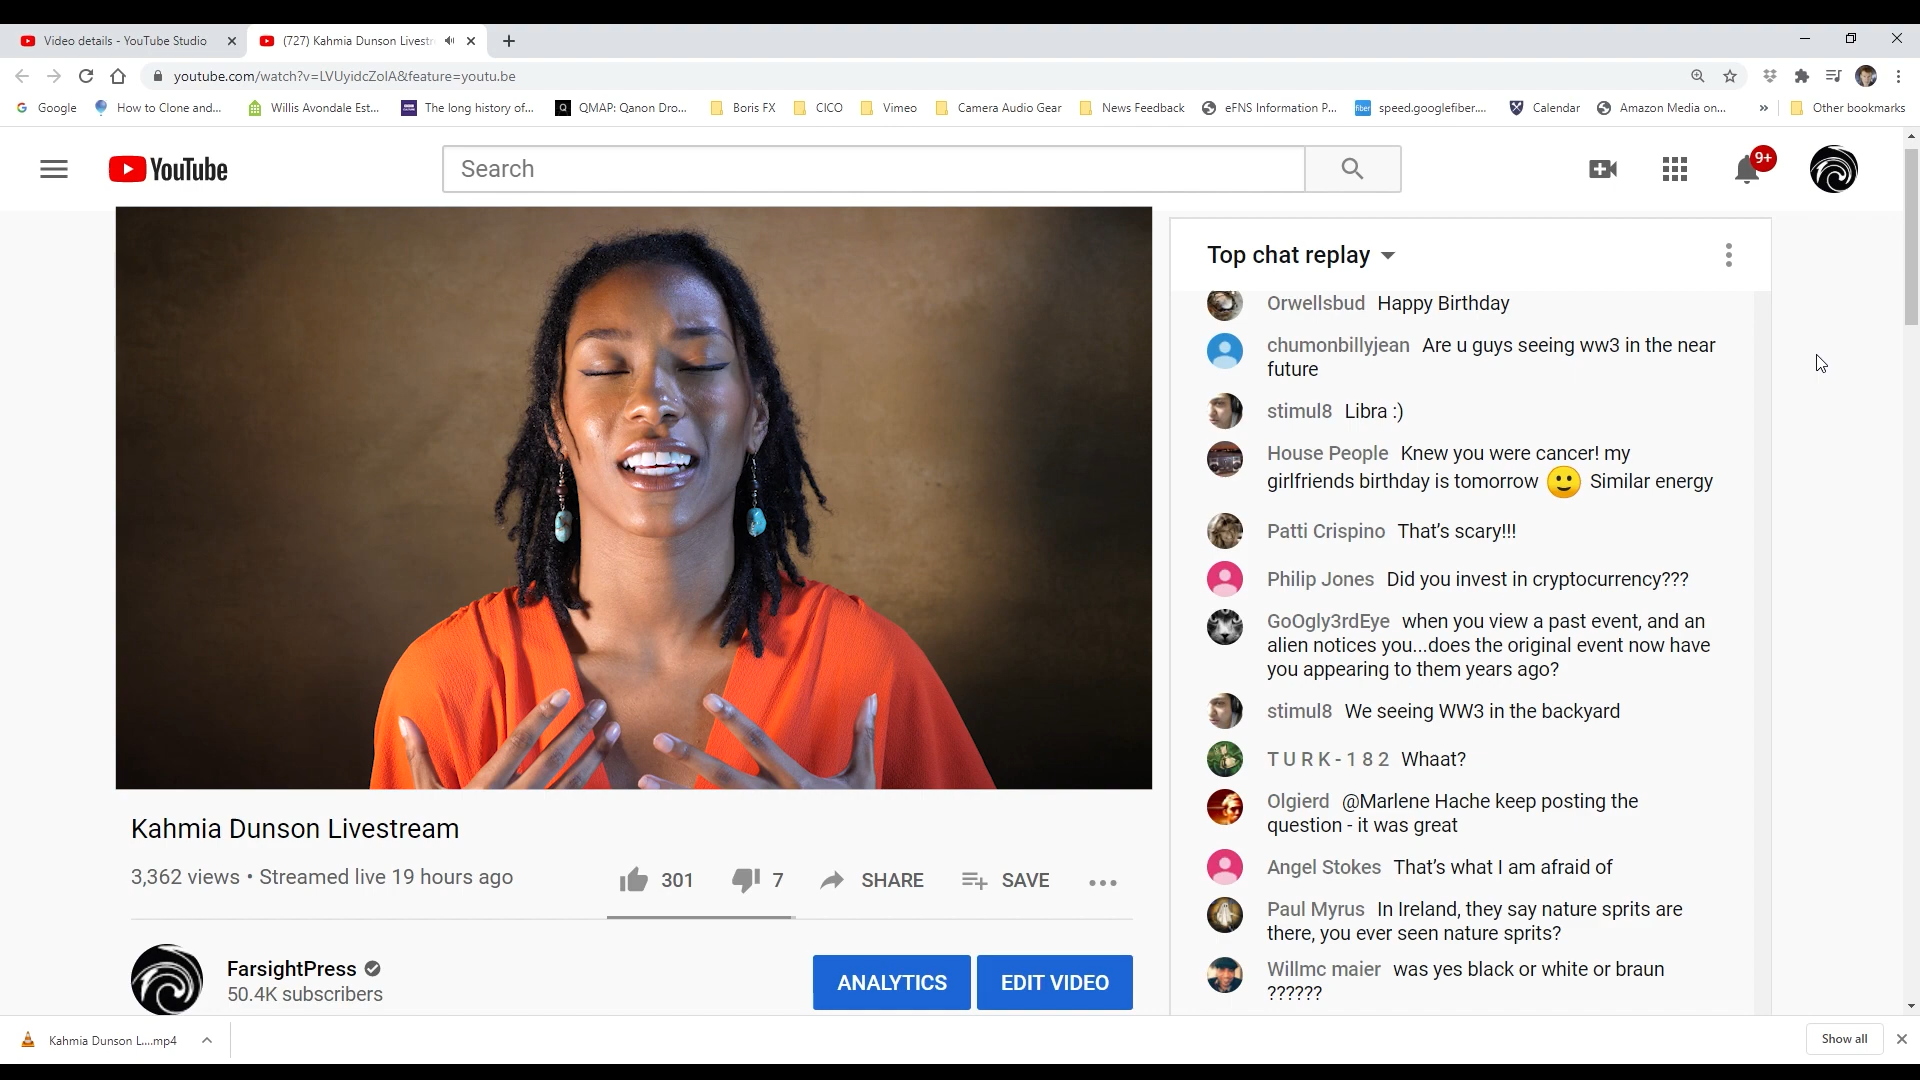 Video details - YouTube Studio
(727) Kahmia Dunson Livestr
youtube.com/watch?v=LVUyidcZolA&feature=youtu.be
Google How to Clone and... Willis Avondale Est... The long history of... QMAP: Qanon Dro... Boris FX CICO Vimeo Camera Audio Gear News Feedback eFNS Information P... speed.googlefiber.... Calendar Amazon Media on... » Other bookmarks
YouTube
Search
9+
Top chat replay
Orwellsbud Happy Birthday
chumonbillyjean Are u guys seeing ww3 in the near
future
stimul8 Libra :)
House People Knew you were cancer! my
girlfriends birthday is tomorrow 🙂 Similar energy
Patti Crispino That's scary!!!
Philip Jones Did you invest in cryptocurrency???
GoOgly3rdEye when you view a past event, and an
alien notices you...does the original event now have
you appearing to them years ago?
stimul8 We seeing WW3 in the backyard
T U R K - 1 8 2 Whaat?
Olgierd @Marlene Hache keep posting the
question - it was great
Angel Stokes That's what I am afraid of
Paul Myrus In Ireland, they say nature sprits are
there, you ever seen nature sprits?
Willmc maier was yes black or white or braun
??????
Kahmia Dunson Livestream
3,362 views • Streamed live 19 hours ago
301 7 SHARE SAVE
FarsightPress
50.4K subscribers
ANALYTICS EDIT VIDEO
Kahmia Dunson L....mp4
Show all